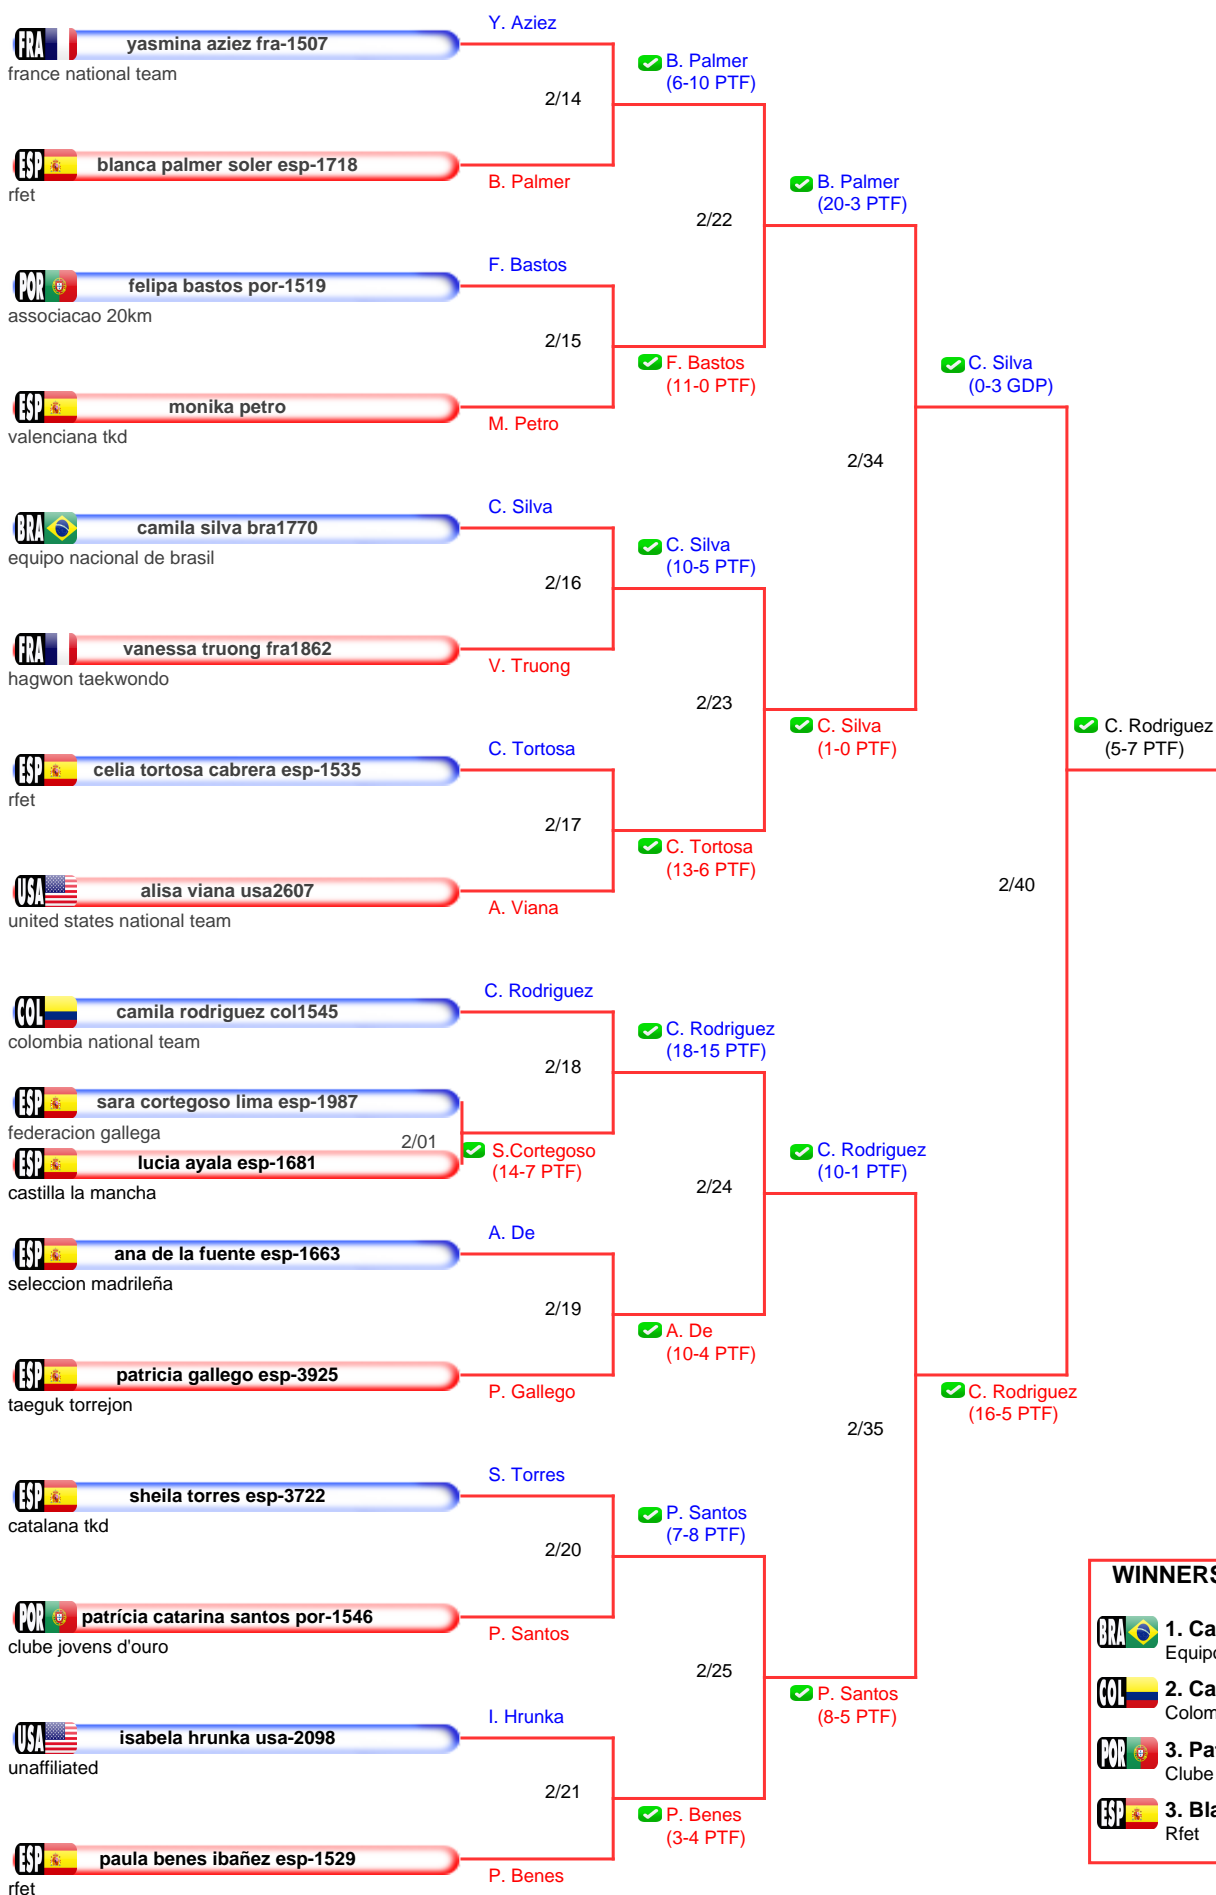 Y. Aziez
FRA yasmina aziez fra-1507
france national team
B. Palmer
(6-10 PTF)
2/14
ESP blanca palmer soler esp-1718
rfet
B. Palmer
B. Palmer
(20-3 PTF)
2/22
F. Bastos
POR felipa bastos por-1519
associacao 20km
2/15
F. Bastos
(11-0 PTF)
C. Silva
(0-3 GDP)
ESP monika petro
valenciana tkd
M. Petro
2/34
C. Silva
BRA camila silva bra1770
equipo nacional de brasil
C. Silva
(10-5 PTF)
2/16
FRA vanessa truong fra1862
hagwon taekwondo
V. Truong
2/23
C. Silva
(1-0 PTF)
C. Rodriguez
(5-7 PTF)
C. Tortosa
ESP celia tortosa cabrera esp-1535
rfet
2/17
C. Tortosa
(13-6 PTF)
ESP
USA alisa viana usa2607
united states national team
A. Viana
2/40
C. Rodriguez
COL camila rodriguez col1545
colombia national team
C. Rodriguez
(18-15 PTF)
2/18
ESP sara cortegoso lima esp-1987
federacion gallega
2/01
S.Cortegoso
(14-7 PTF)
ESP lucia ayala esp-1681
castilla la mancha
C. Rodriguez
(10-1 PTF)
2/24
A. De
ESP ana de la fuente esp-1663
seleccion madrileña
2/19
A. De
(10-4 PTF)
ESP patricia gallego esp-3925
taeguk torrejon
P. Gallego
C. Rodriguez
(16-5 PTF)
2/35
S. Torres
ESP sheila torres esp-3722
catalana tkd
P. Santos
(7-8 PTF)
2/20
POR patrícia catarina santos por-1546
clube jovens d'ouro
P. Santos
2/25
P. Santos
(8-5 PTF)
I. Hrunka
USA isabela hrunka usa-2098
unaffiliated
2/21
P. Benes
(3-4 PTF)
ESP paula benes ibañez esp-1529
rfet
P. Benes
WINNERS
BRA 1. Ca
Equipo
COL 2. Ca
Colom
POR 3. Pa
Clube
ESP 3. Bla
Rfet